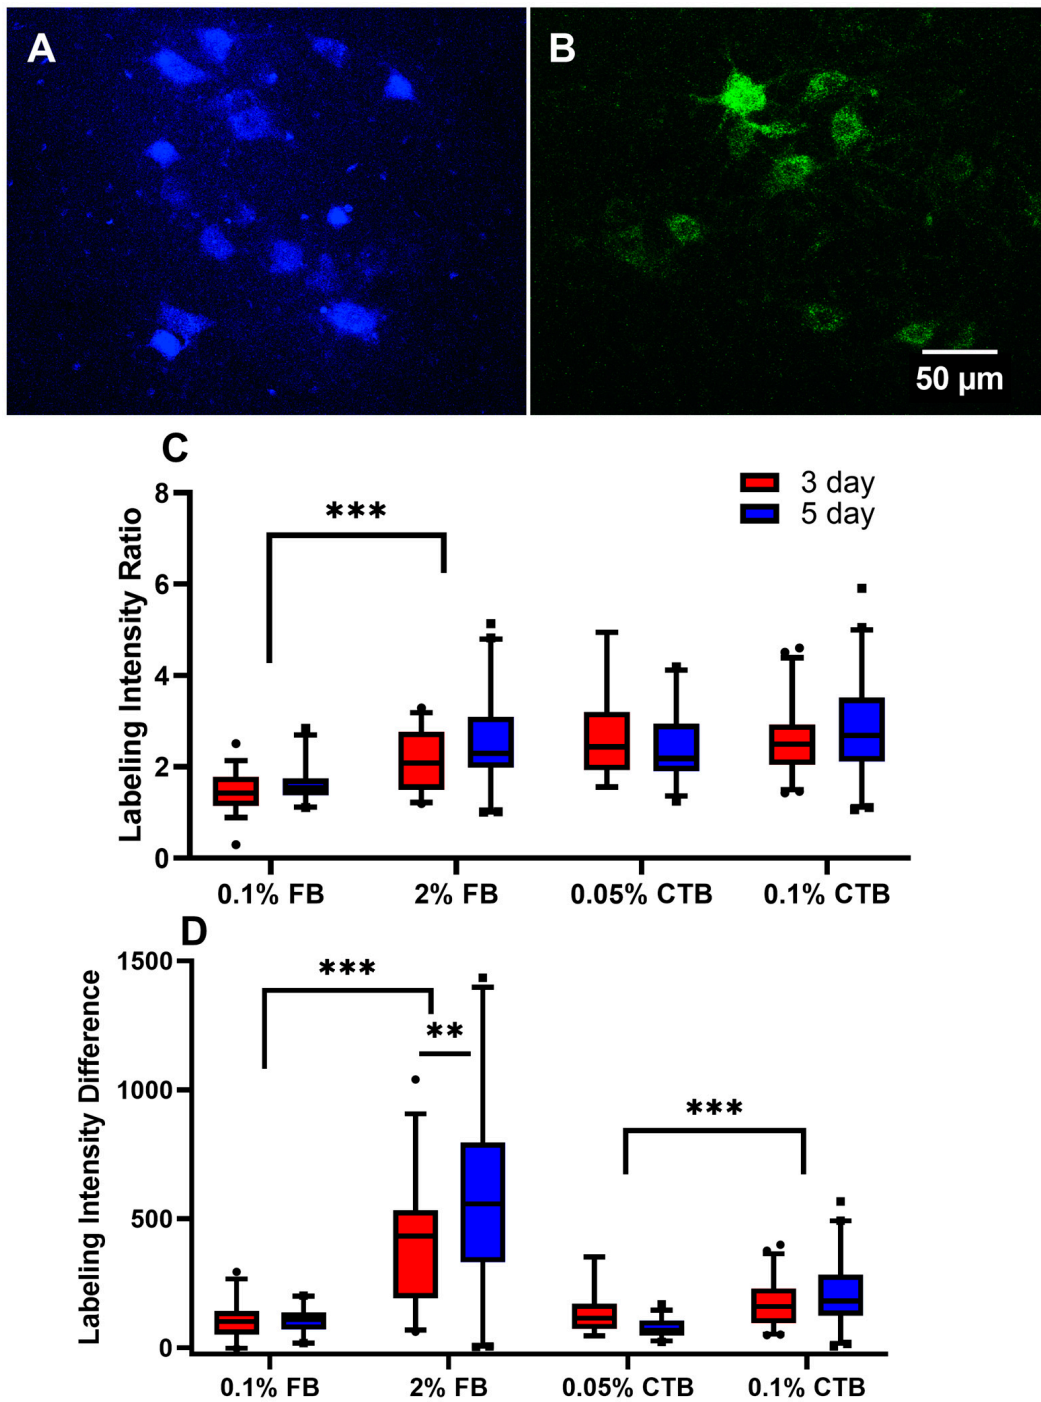 A
B
50 µm
C
3 day
5 day
Labeling Intensity Ratio
8
6
4
2
0
***
0.1% FB
2% FB
0.05% CTB
0.1% CTB
D
Labeling Intensity Difference
1500
1000
500
0
***
**
***
0.1% FB
2% FB
0.05% CTB
0.1% CTB